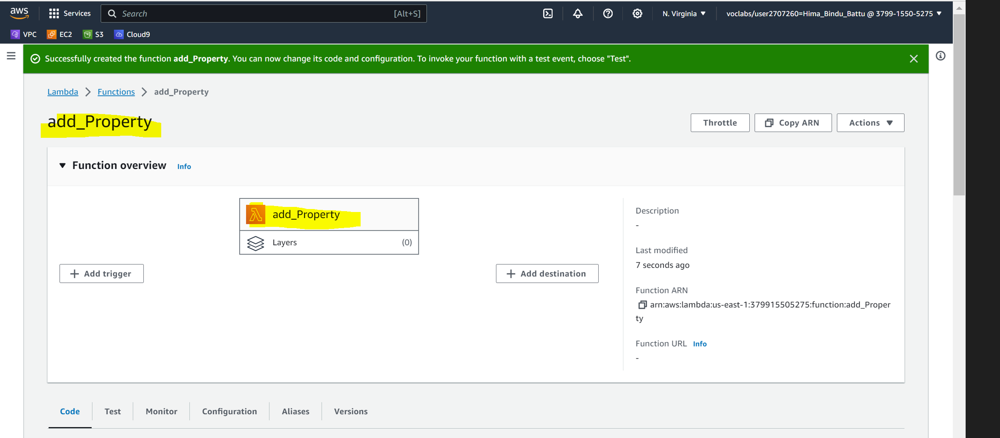 aws Services Search [Alt+S] N. Virginia voclabs/user2707260=Hima_Bindu_Battu @ 3799-1550-5275
VPC EC2 S3 Cloud9
Successfully created the function add_Property. You can now change its code and configuration. To invoke your function with a test event, choose "Test".
Lambda Functions add_Property
add_Property
Throttle Copy ARN Actions
Function overview Info
add_Property
Layers (0)
Add trigger
Add destination
Description
-
Last modified
7 seconds ago
Function ARN
arn:aws:lambda:us-east-1:379915505275:function:add_Proper
ty
Function URL Info
-
Code Test Monitor Configuration Aliases Versions